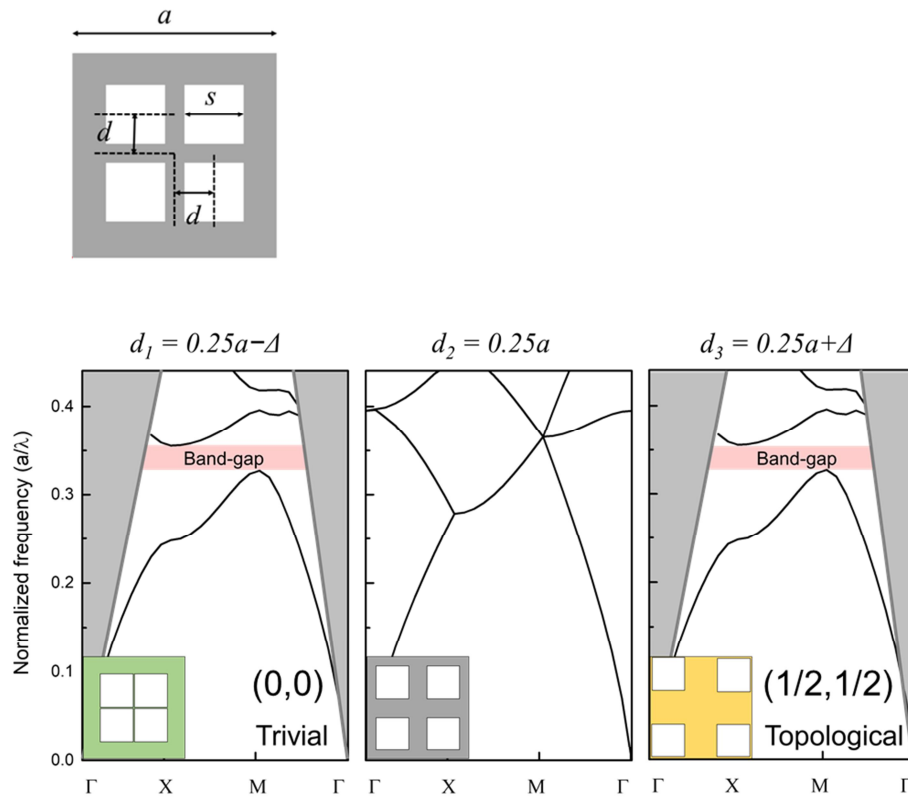 a
s
d
d
d₁ = 0.25a−Δ
d₂ = 0.25a
d₃ = 0.25a+Δ
Normalized frequency (a/λ)
0.4
0.3
0.2
0.1
0.0
Band-gap
Band-gap
(0,0)
Trivial
(1/2,1/2)
Topological
Γ X M Γ
Γ X M Γ
Γ X M Γ